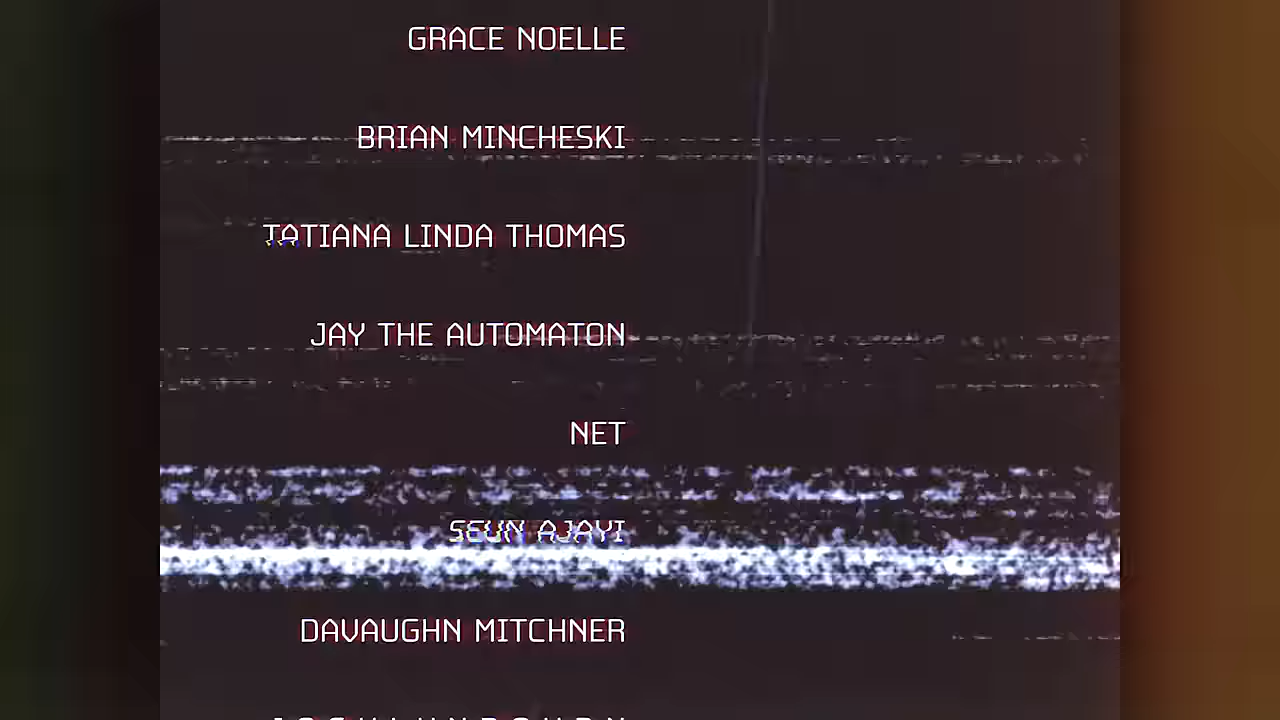 GRACE NOELLE
BRIAN MINCHESKI
TATIANA LINDA THOMAS
JAY THE AUTOMATON
NET
SEUN AJAYI
DAVAUGHN MITCHNER